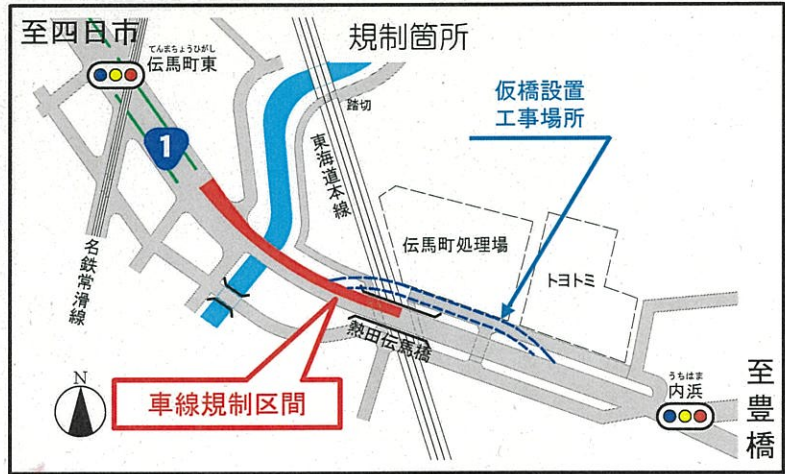 至四日市
規制箇所
てんまちょうひがし
伝馬町東
仮橋設置
工事場所
踏切
1
東海道本線
伝馬町処理場
トヨトミ
名鉄常滑線
熱田伝馬橋
車線規制区間
N
うちはま
内浜
至豊橋